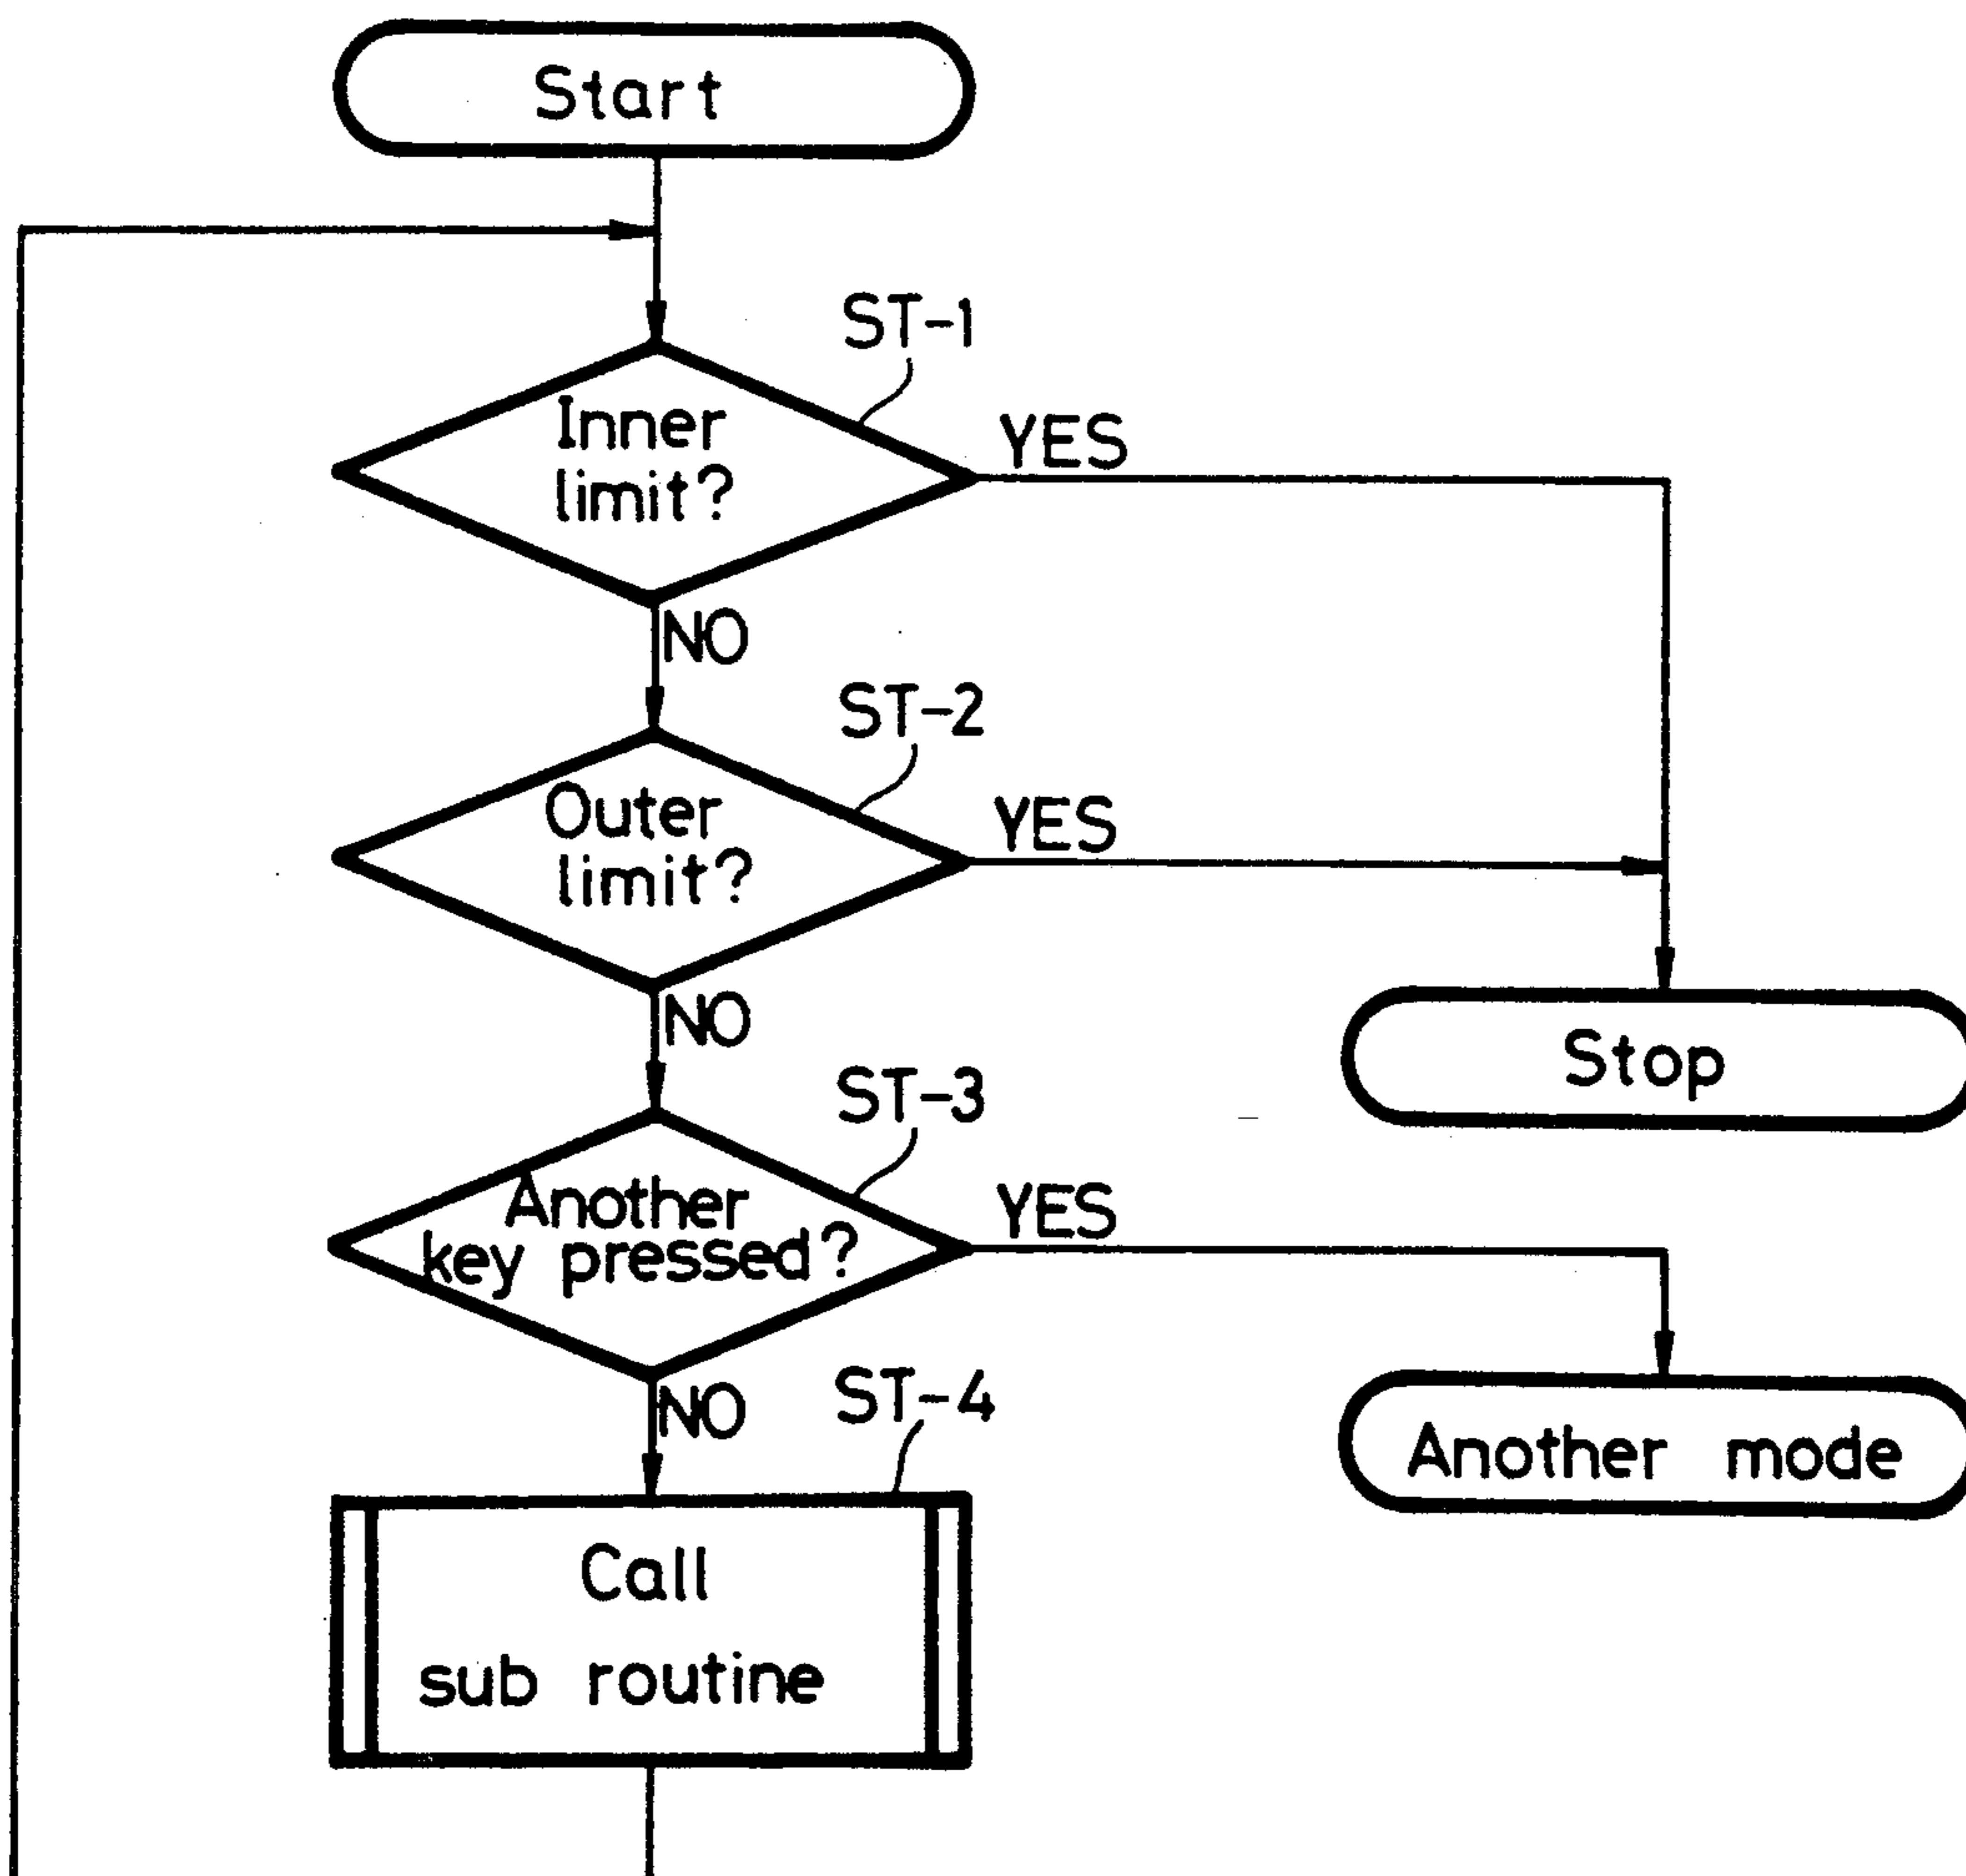 Start
ST-1
Inner
limit?
YES
NO
ST-2
Outer
limit?
YES
NO
Stop
ST-3
Another
key pressed?
YES
NO
ST-4
Another mode
Call
sub routine